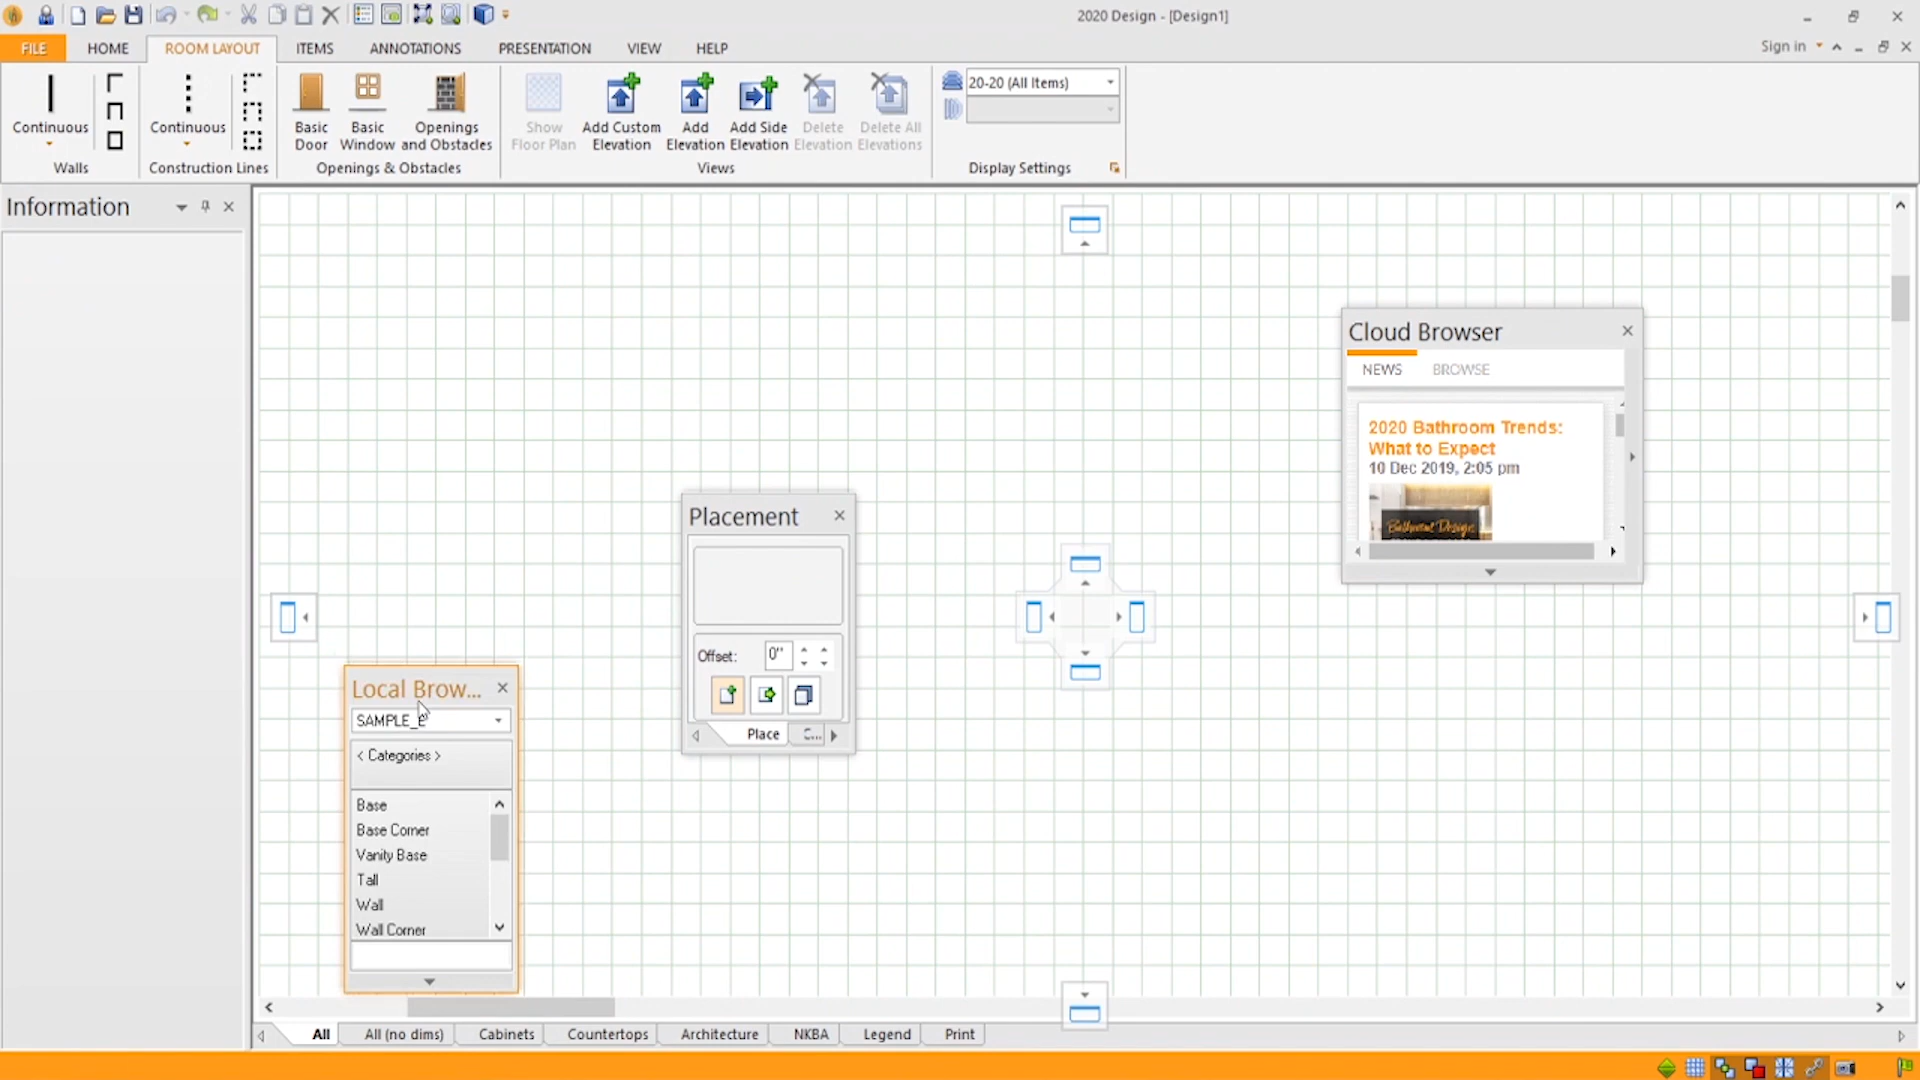 2020 Design - [Design1]
FILE HOME ROOM LAYOUT ITEMS ANNOTATIONS PRESENTATION VIEW HELP
Sign in
Continuous
Walls
Continuous
Construction Lines
Basic Door
Basic Window
Openings and Obstacles
Openings & Obstacles
Show Floor Plan
Add Custom Elevation
Add Elevation
Add Side Elevation
Delete Elevation
Delete All Elevations
Views
20-20 (All Items)
Display Settings
Information
Cloud Browser
NEWS BROWSE
2020 Bathroom Trends:
What to Expect
10 Dec 2019, 2:05 pm
Bathroom Design
Placement
Offset: 0"
Place C...
Local Brow...
SAMPLE_E
< Categories >
Base
Base Corner
Vanity Base
Tall
Wall
Wall Corner
All All (no dims) Cabinets Countertops Architecture NKBA Legend Print